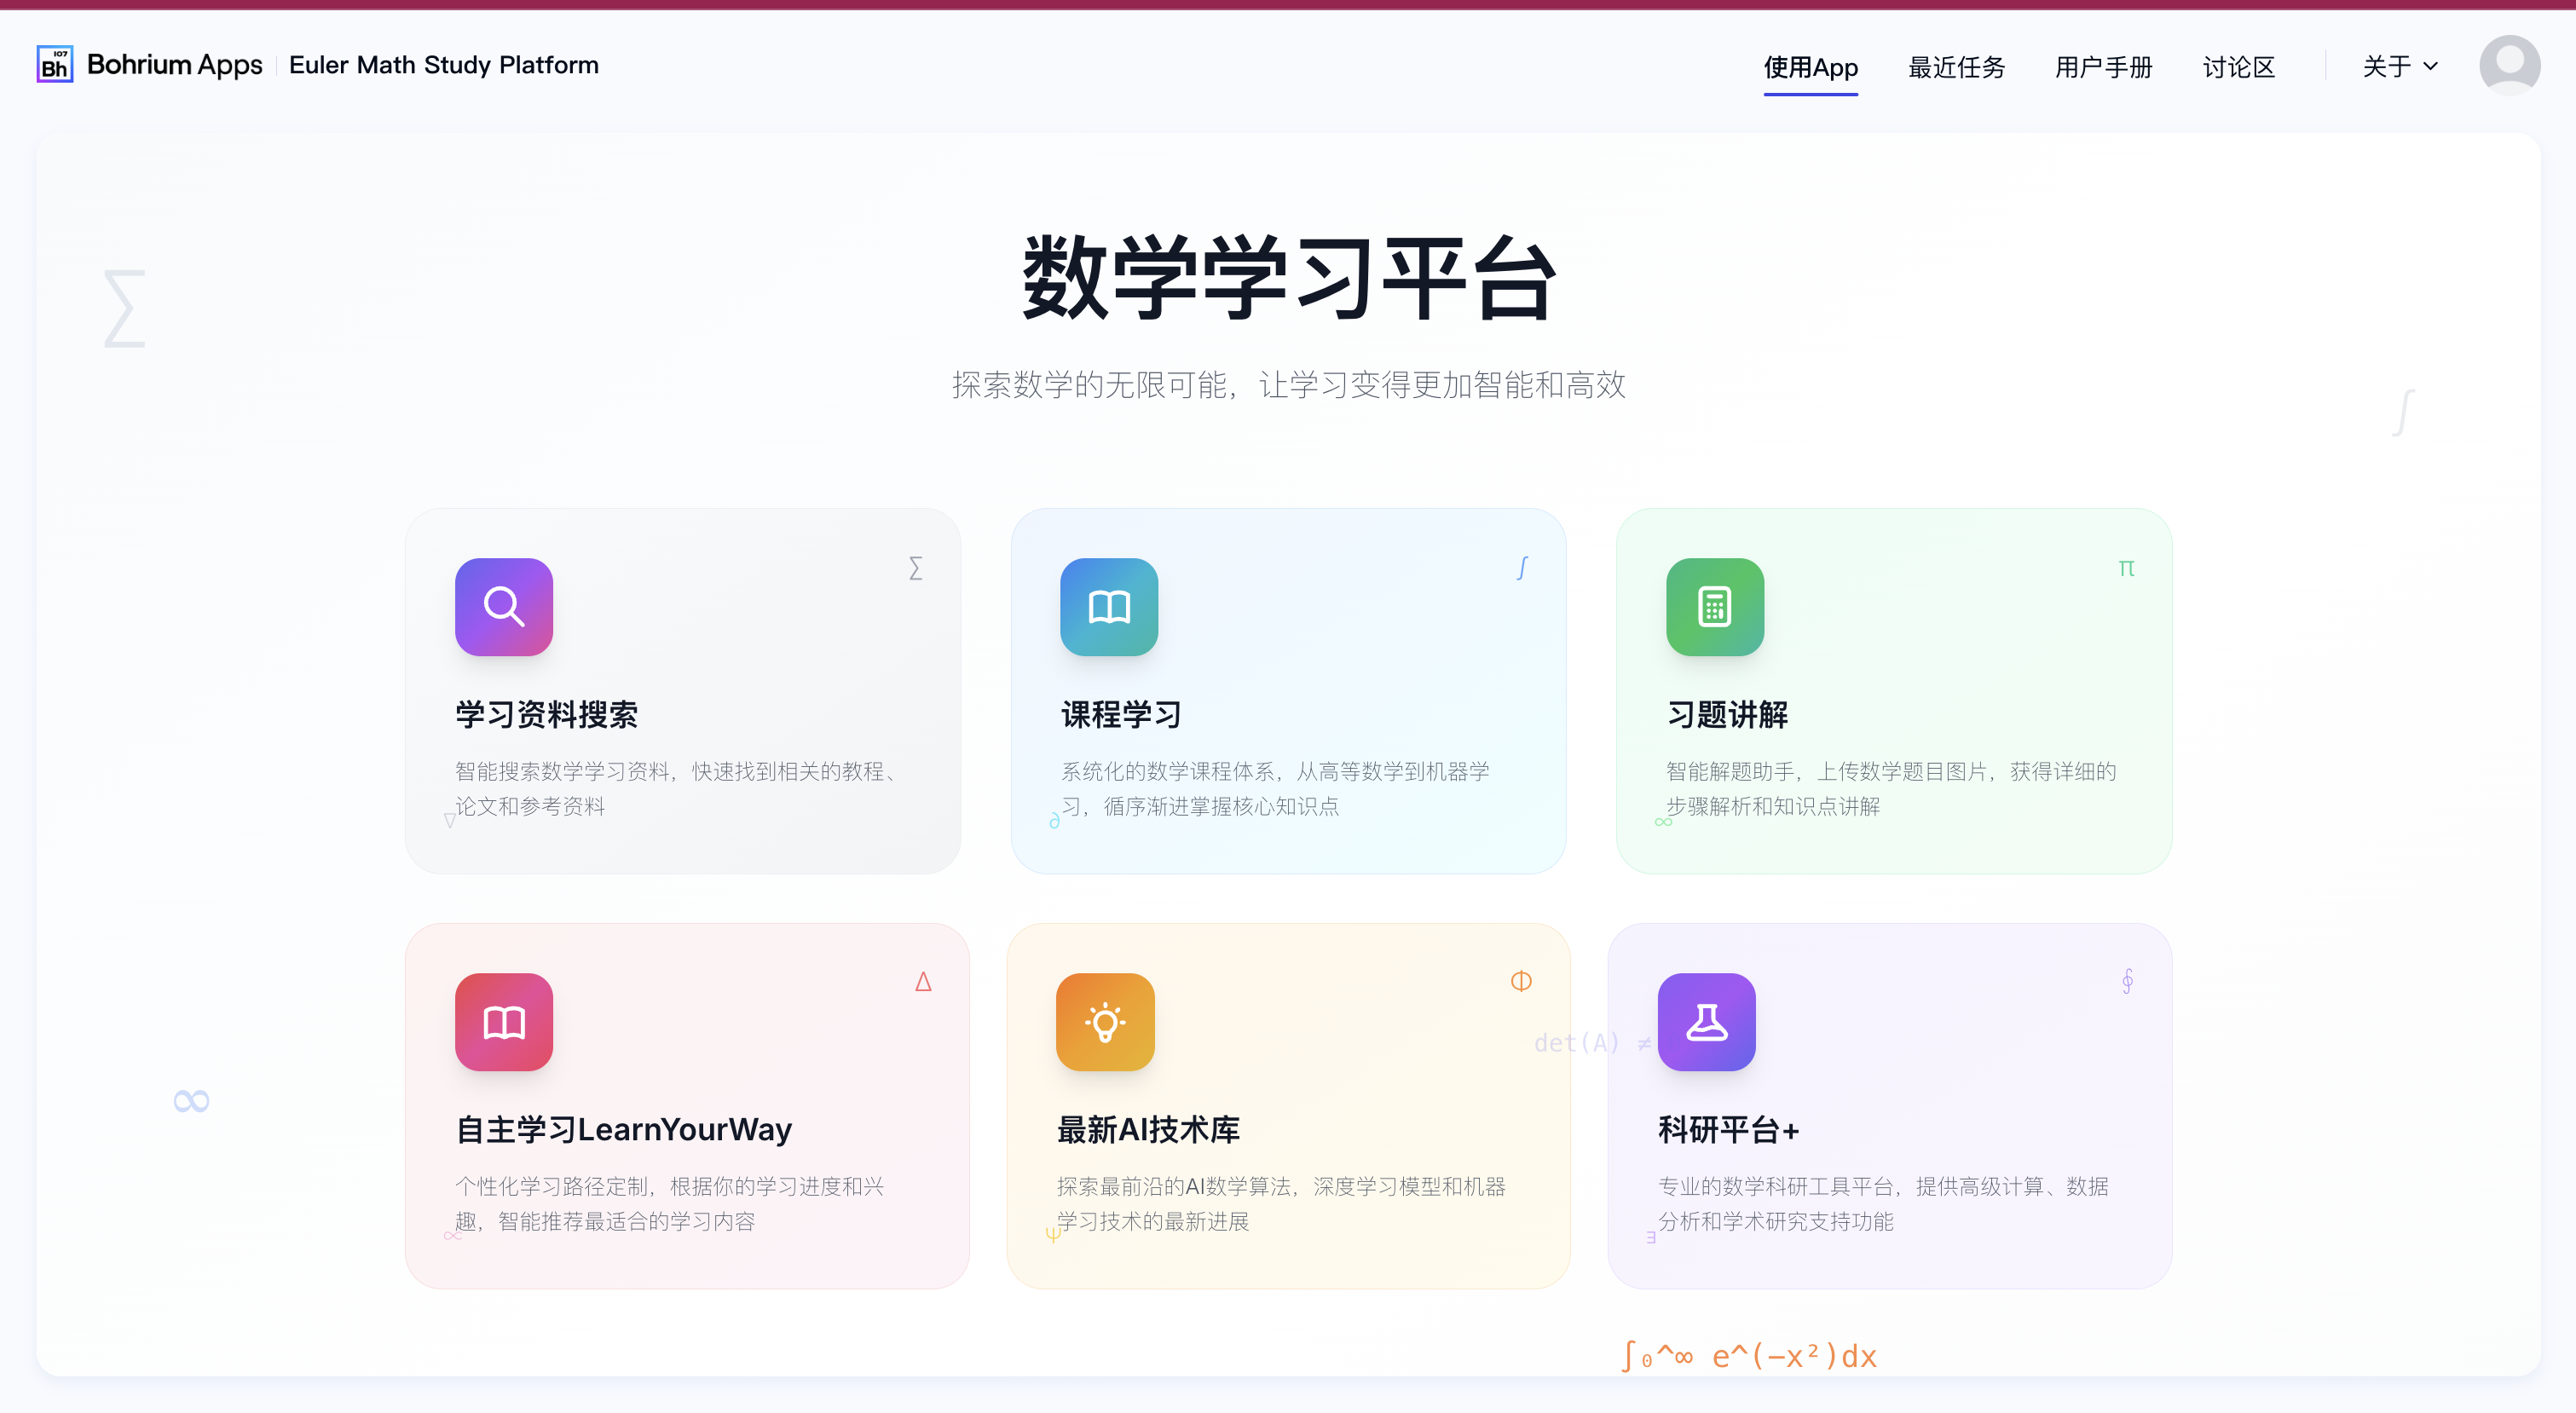 107
Bh
Bohrium Apps
Euler Math Study Platform
使用App
最近任务
用户手册
讨论区
关于
数学学习平台
探索数学的无限可能，让学习变得更加智能和高效
∑
∫
∑
学习资料搜索
智能搜索数学学习资料，快速找到相关的教程、
论文和参考资料
∇
∫
课程学习
系统化的数学课程体系，从高等数学到机器学
习，循序渐进掌握核心知识点
∂
π
习题讲解
智能解题助手，上传数学题目图片，获得详细的
步骤解析和知识点讲解
∞
∞
Δ
自主学习LearnYourWay
个性化学习路径定制，根据你的学习进度和兴
趣，智能推荐最适合的学习内容
∝
Φ
最新AI技术库
探索最前沿的AI数学算法，深度学习模型和机器
学习技术的最新进展
Ψ
det(A) ≠
∮
科研平台+
专业的数学科研工具平台，提供高级计算、数据
分析和学术研究支持功能
∃
∫₀^∞ e^(−x²)dx